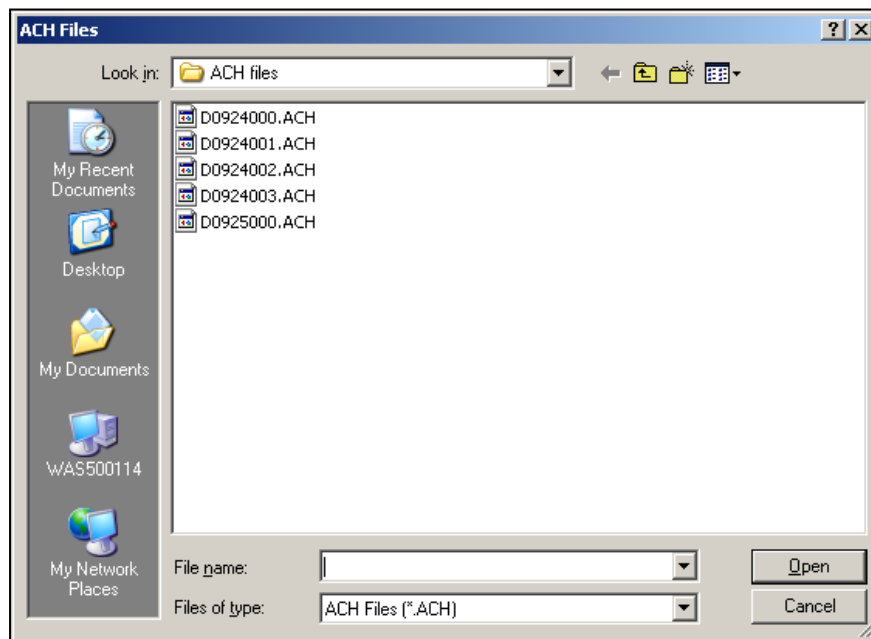 ACH Files
Look in:
ACH files
D0924000.ACH
D0924001.ACH
D0924002.ACH
D0924003.ACH
D0925000.ACH
My Recent
Documents
Desktop
My Documents
WAS500114
My Network
Places
File name:
Open
Files of type:
ACH Files (*.ACH)
Cancel